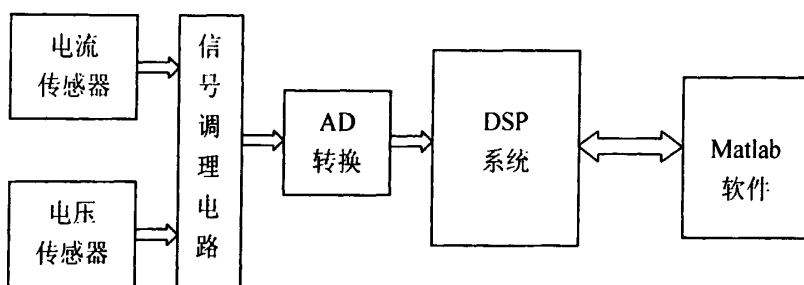 电流
传感器
电压
传感器
信
号
调
理
电
路
AD
转换
DSP
系统
Matlab
软件